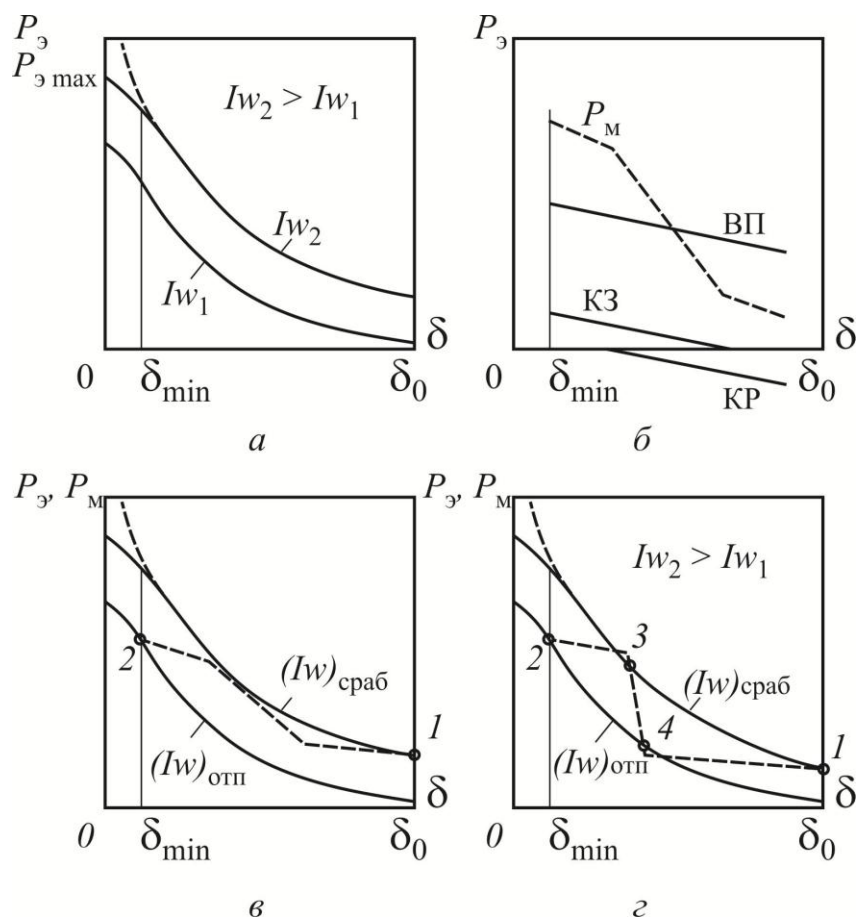 Pэ
Pэ max
Iw2 > Iw1
Iw2
Iw1
0
δmin
δ0
δ
а
Pэ
Pм
ВП
КЗ
КР
0
δmin
δ0
δ
б
Pэ, Pм
2
(Iw)сраб
1
(Iw)отп
0
δmin
δ0
δ
в
Pэ, Pм
Iw2 > Iw1
3
2
(Iw)сраб
4
1
(Iw)отп
0
δmin
δ0
δ
г